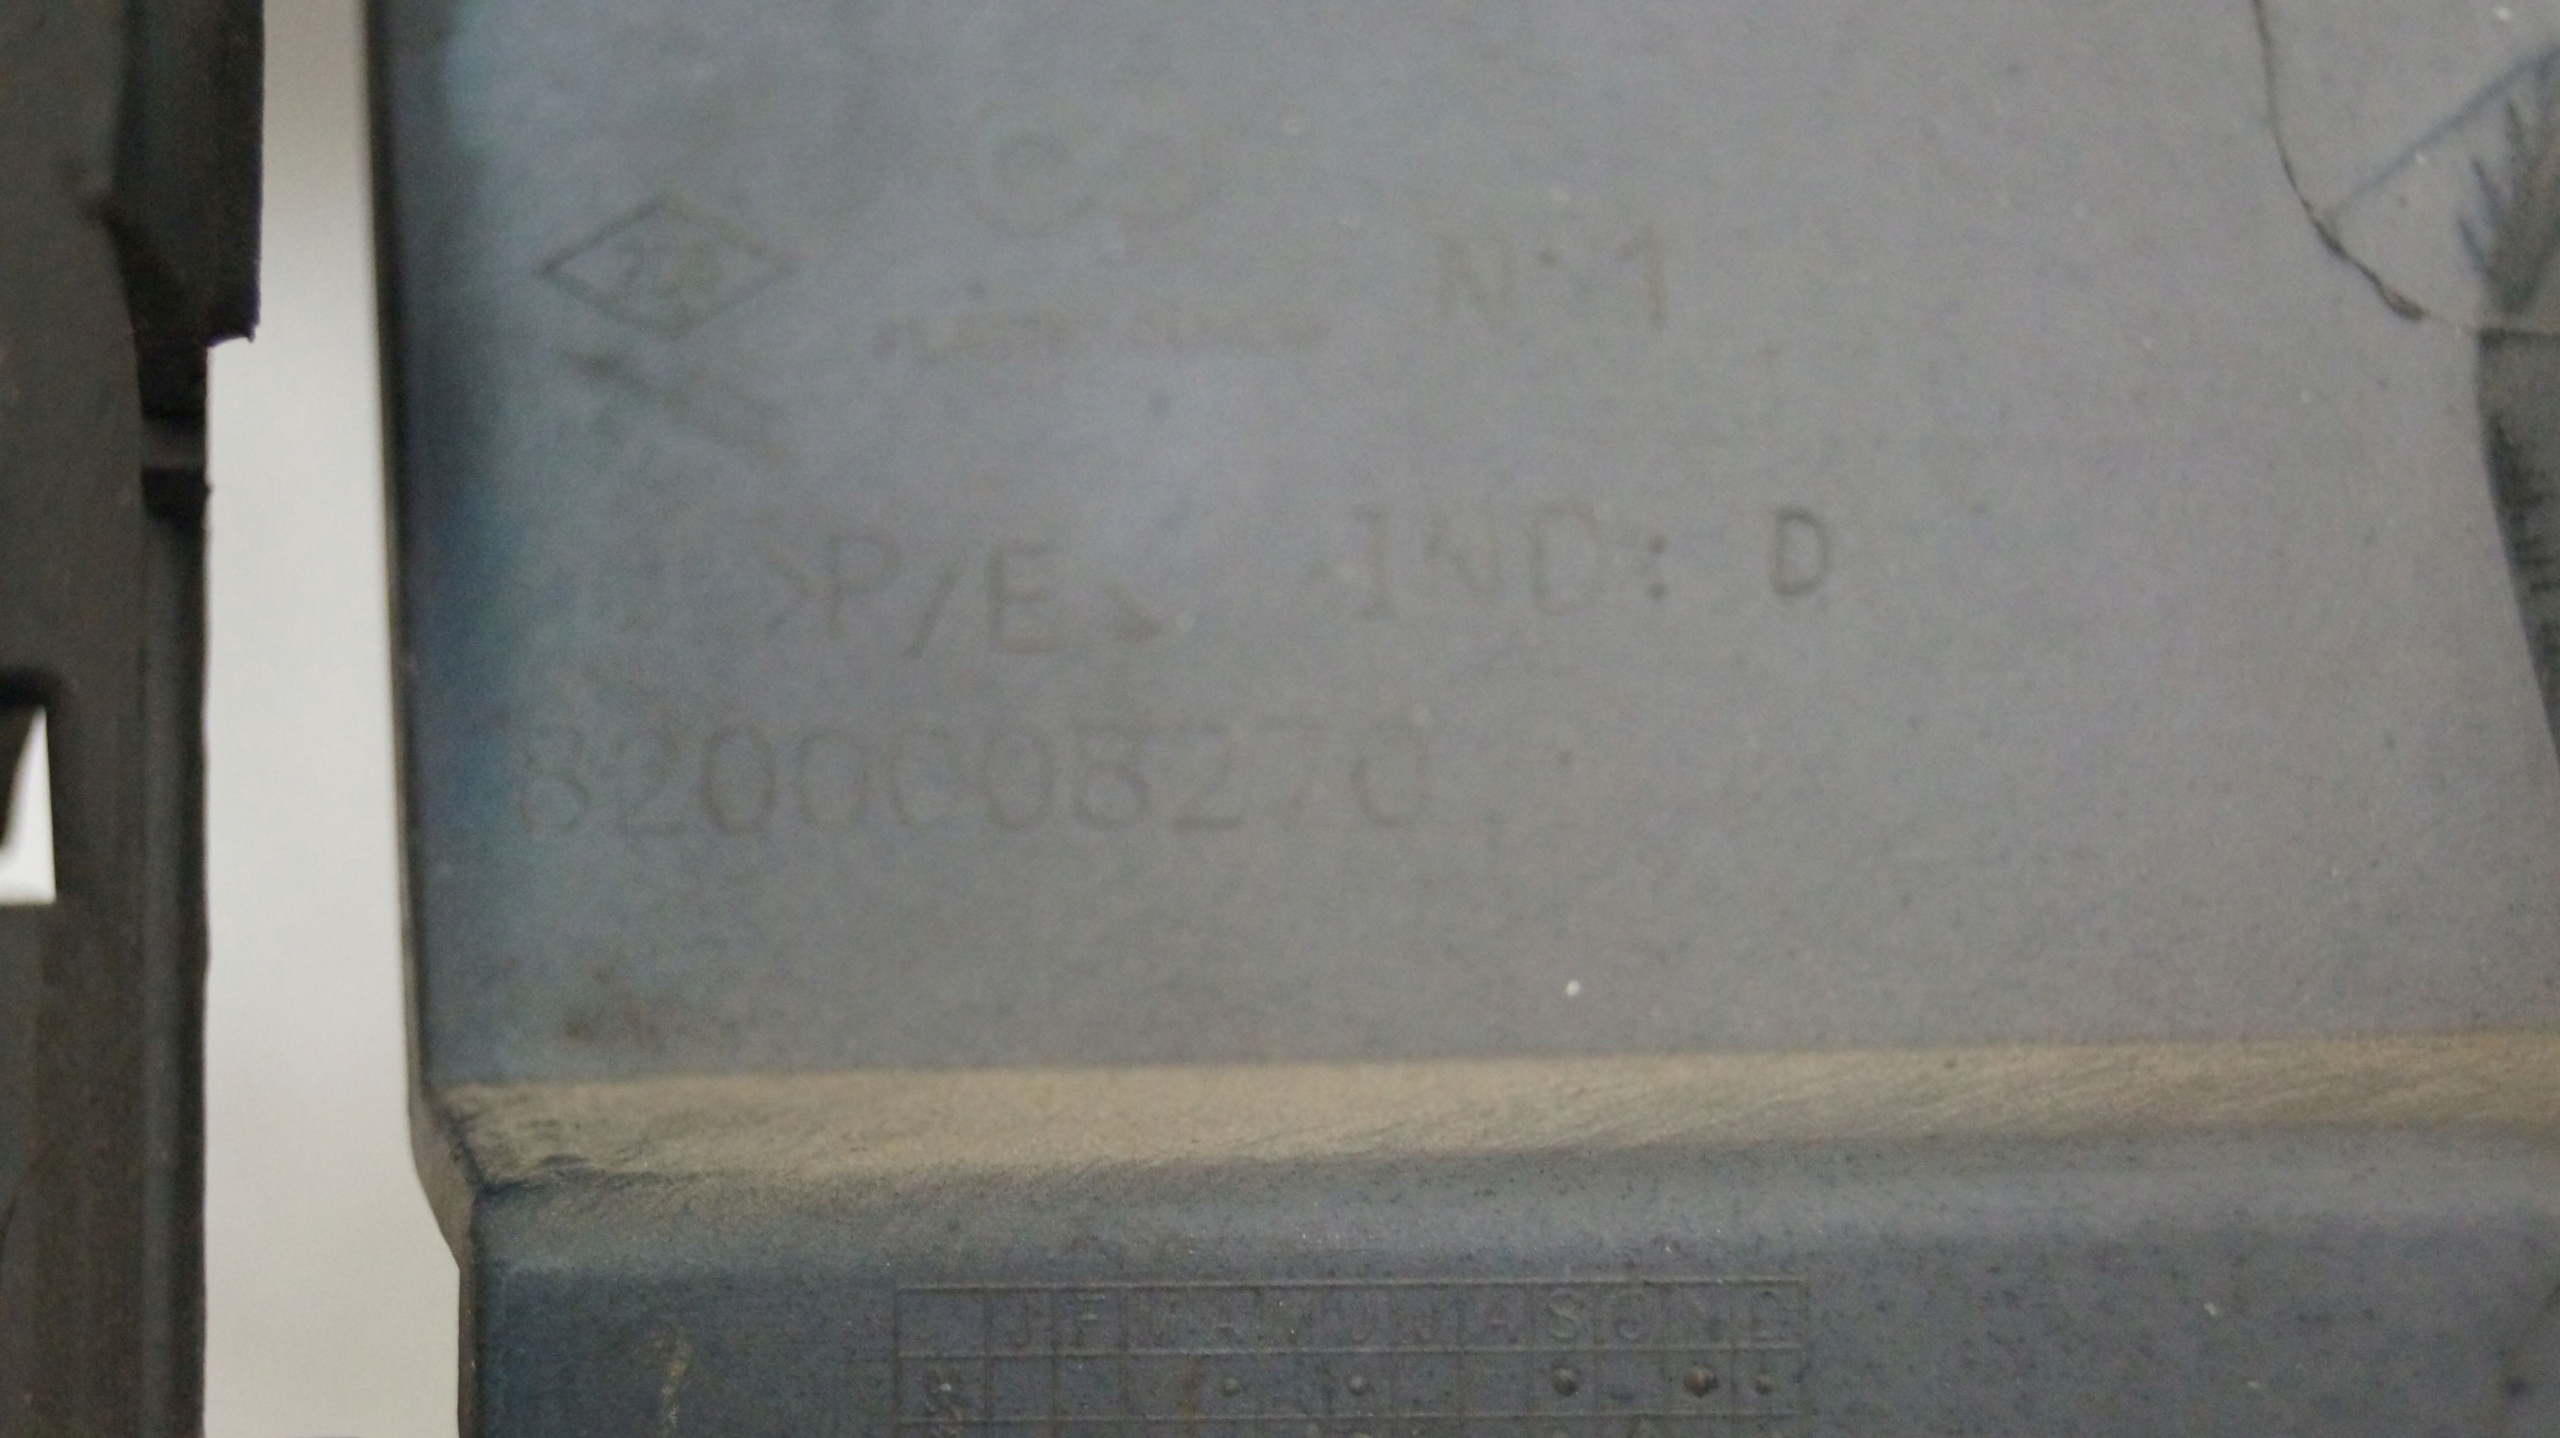 N°1
>P/E<
IND: D
8200008270
J F M A M J J A S O N D